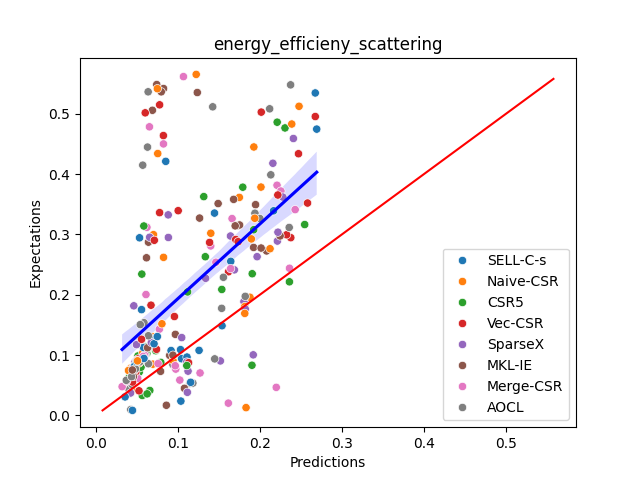 energy_efficieny_scattering
Expectations
0.5
0.4
0.3
0.2
0.1
0.0
0.0
0.1
0.2
0.3
0.4
0.5
Predictions
SELL-C-s
Naive-CSR
CSR5
Vec-CSR
SparseX
MKL-IE
Merge-CSR
AOCL